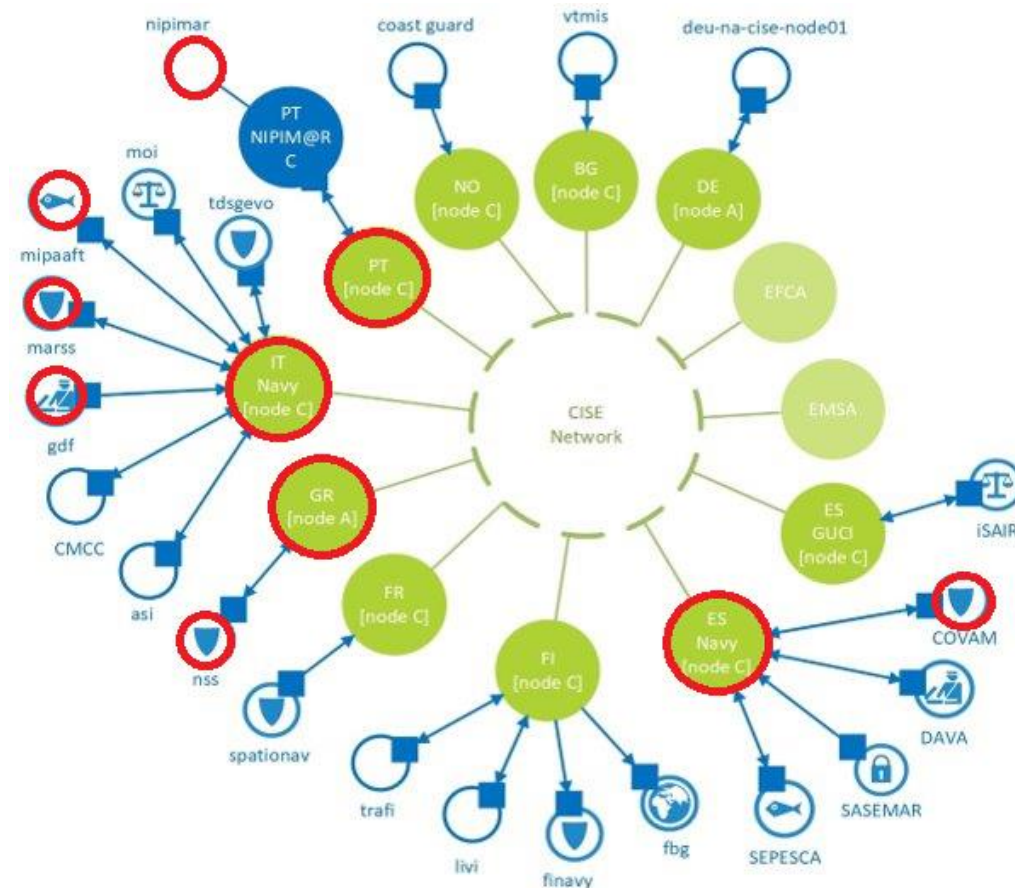 nipimar
coast guard
vtmis
deu-na-cise-node01
PT
NIPIM@R
C
moi
tdsgevo
mipaaft
marss
gdf
CMCC
asi
NO
[node C]
BG
[node C]
DE
[node A]
PT
[node C]
EFCA
IT
Navy
[node C]
EMSA
CISE
Network
GR
[node A]
ES
GUCI
[node C]
iSAIR
nss
FR
[node C]
ES
Navy
[node C]
COVAM
FI
[node C]
DAVA
spationav
trafi
livi
finavy
fbg
SEPESCA
SASEMAR